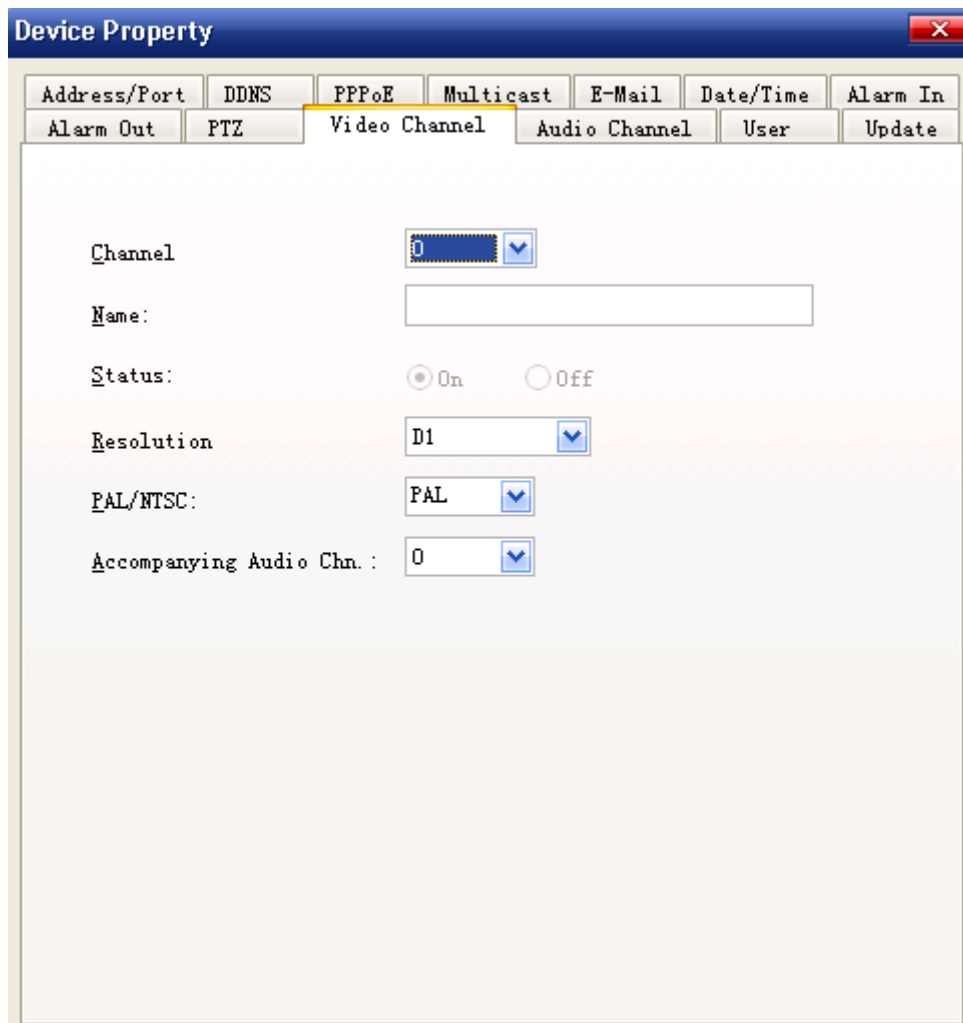 Device Property
Address/Port DDNS PPPoE Multicast E-Mail Date/Time Alarm In
Alarm Out PTZ Video Channel Audio Channel User Update
Channel 0
Name:
Status: On Off
Resolution D1
PAL/NTSC: PAL
Accompanying Audio Chn.: 0